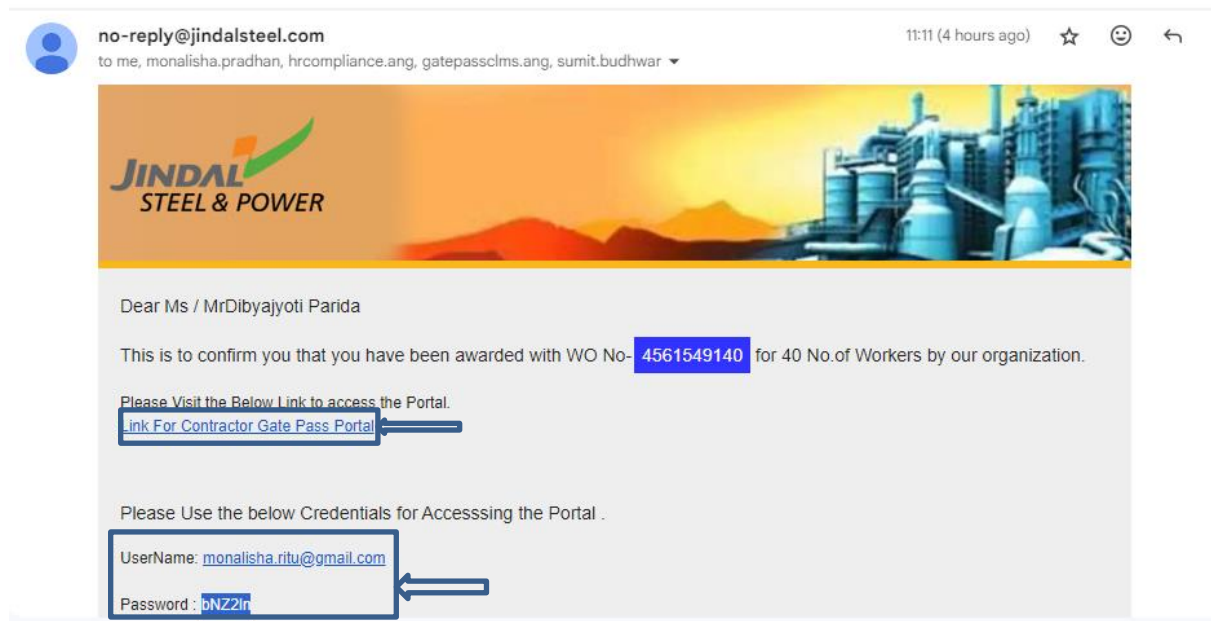 no-reply@jindalsteel.com
11:11 (4 hours ago)
to me, monalisha.pradhan, hrcompliance.ang, gatepassclms.ang, sumit.budhwar
JINDAL
STEEL & POWER
Dear Ms / MrDibyajyoti Parida
This is to confirm you that you have been awarded with WO No- 4561549140 for 40 No.of Workers by our organization.
Please Visit the Below Link to access the Portal.
Link For Contractor Gate Pass Portal
Please Use the below Credentials for Accesssing the Portal .
UserName: monalisha.ritu@gmail.com
Password :